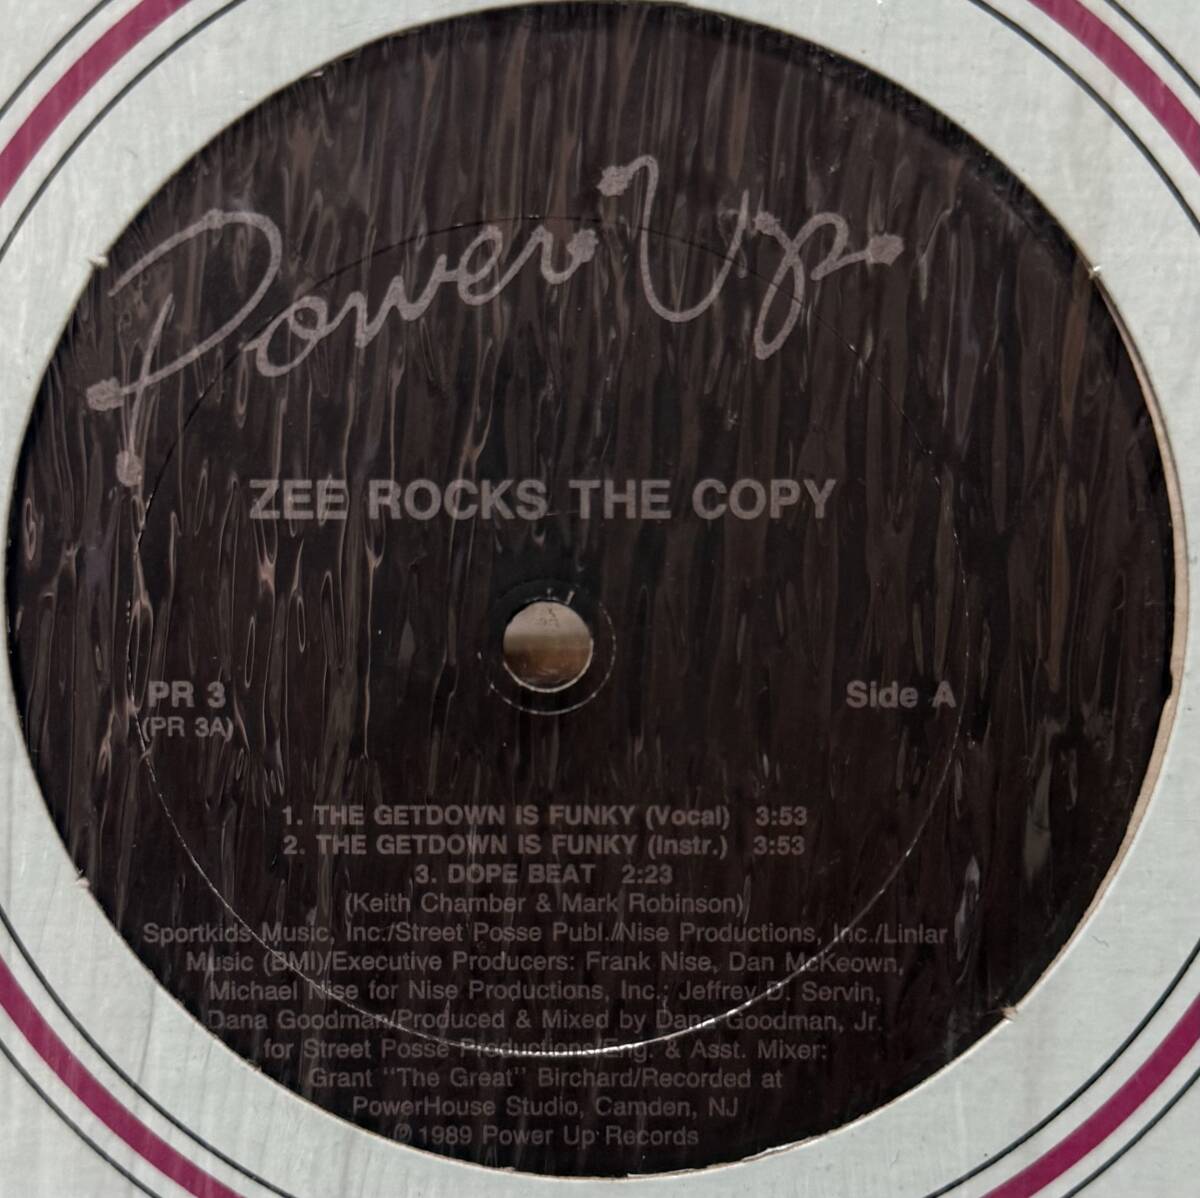 Power Up
ZEE ROCKS THE COPY
PR 3
(PR 3A)
Side A
1. THE GETDOWN IS FUNKY (Vocal) 3:53
2. THE GETDOWN IS FUNKY (Instr.) 3:53
3. DOPE BEAT 2:23
(Keith Chamber & Mark Robinson)
Sportkids Music, Inc./Street Posse Publ./Nise Productions, Inc./Linlar
Music (BMI)/Executive Producers: Frank Nise, Dan McKeown,
Michael Nise for Nise Productions, Inc.; Jeffrey D. Servin,
Dana Goodman/Produced & Mixed by Dana Goodman, Jr.
for Street Posse Productions/Eng. & Asst. Mixer:
Grant "The Great" Birchard/Recorded at
PowerHouse Studio, Camden, NJ
℗ 1989 Power Up Records